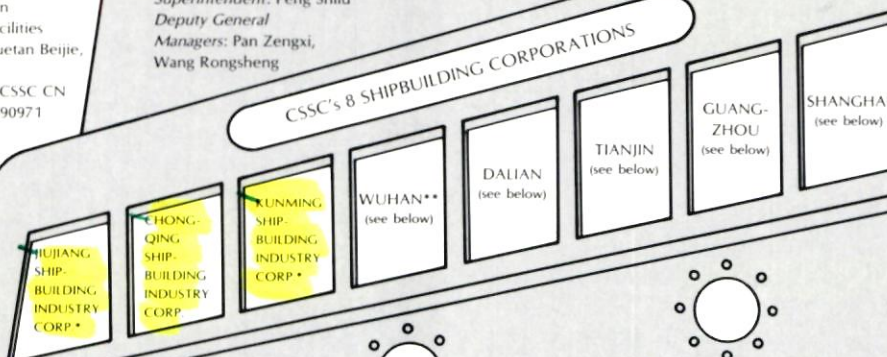 n
cilities
uetan Beijie,
CSSC CN
90971
Deputy General
Managers: Pan Zengxi,
Wang Rongsheng
CSSC's 8 SHIPBUILDING CORPORATIONS
JIUJIANG
SHIP-
BUILDING
INDUSTRY
CORP.*
CHONG-
QING
SHIP-
BUILDING
INDUSTRY
CORP.
KUNMING
SHIP-
BUILDING
INDUSTRY
CORP.*
WUHAN**
(see below)
DALIAN
(see below)
TIANJIN
(see below)
GUANG-
ZHOU
(see below)
SHANGHA
(see below)